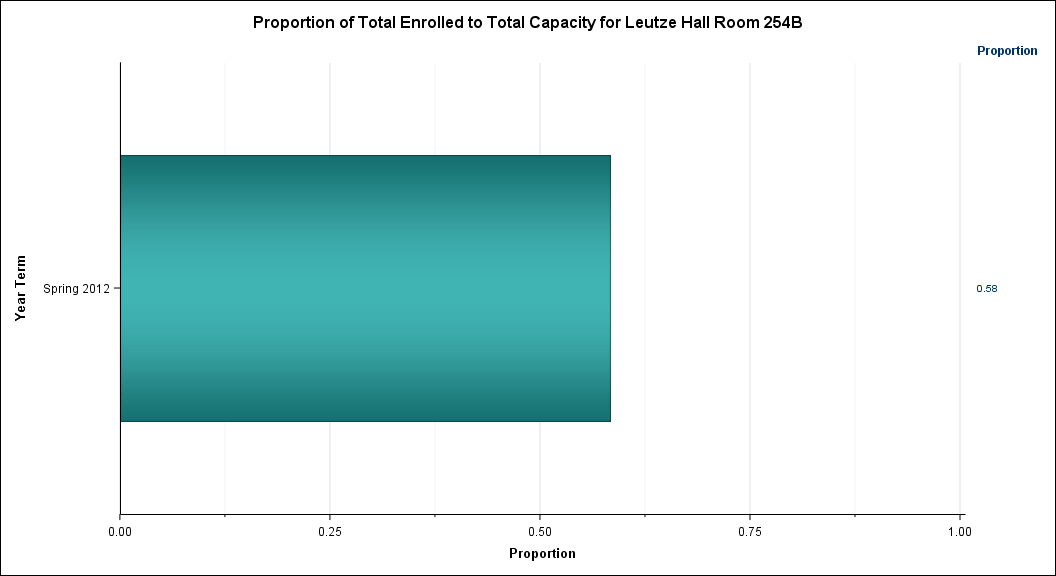 Proportion of Total Enrolled to Total Capacity for Leutze Hall Room 254B
Proportion
Year Term
Spring 2012
0.58
0.00 0.25 0.50 0.75 1.00
Proportion